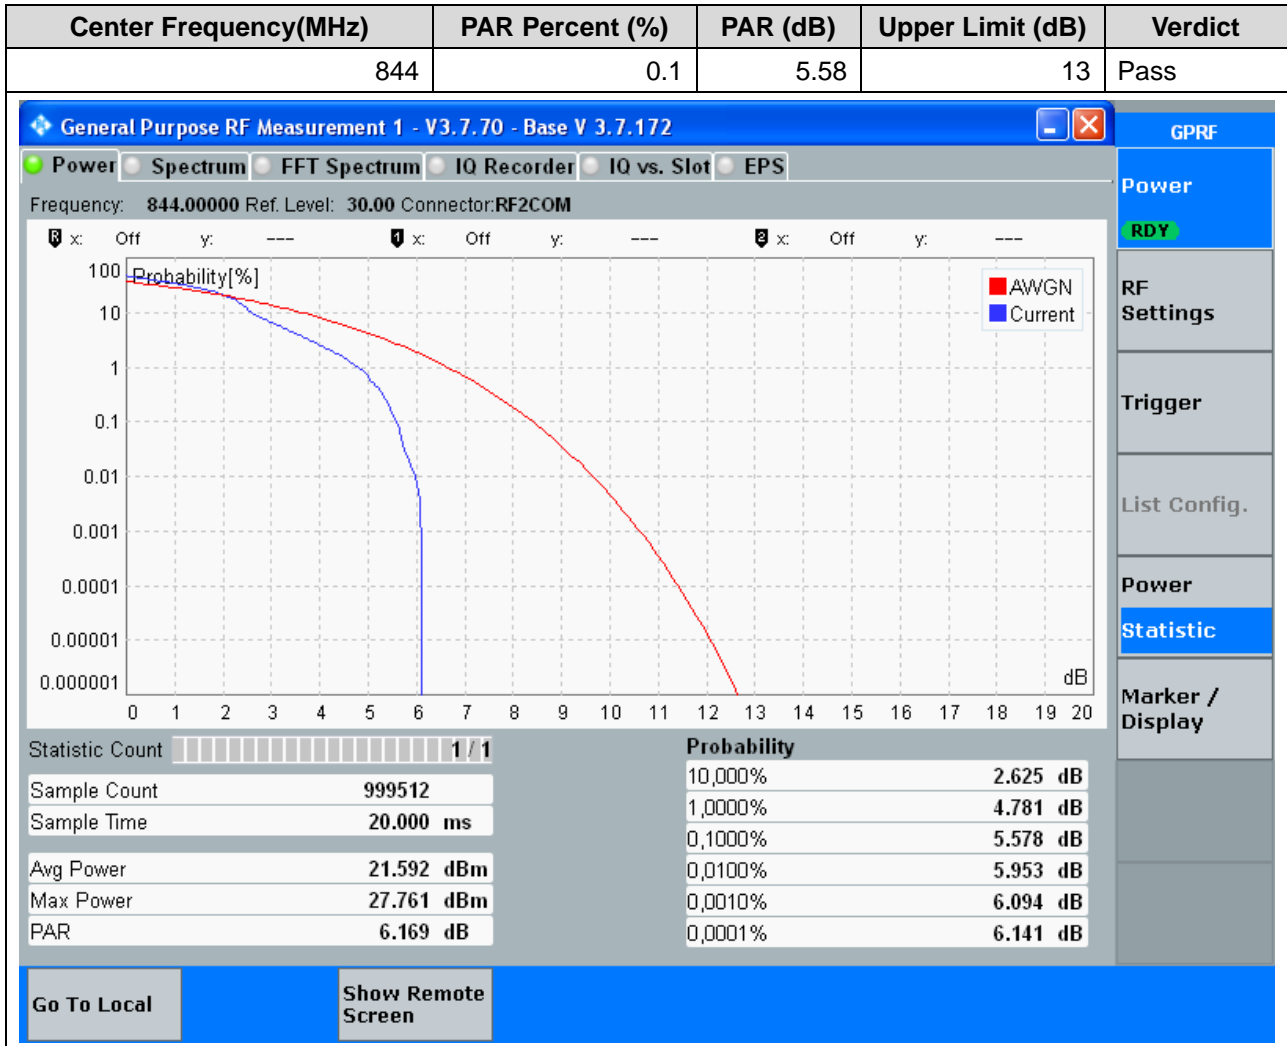 Center Frequency(MHz) PAR Percent (%) PAR (dB) Upper Limit (dB) Verdict
844 0.1 5.58 13 Pass
General Purpose RF Measurement 1 - V3.7.70 - Base V 3.7.172
GPRF
Power Spectrum FFT Spectrum IQ Recorder IQ vs. Slot EPS
Power
RDY
Frequency: 844.00000 Ref. Level: 30.00 Connector:RF2COM
R x: Off y: --- 1 x: Off y: --- 2 x: Off y: ---
Probability[%]
AWGN
Current
100
10
1
0.1
0.01
0.001
0.0001
0.00001
0.000001
dB
0 1 2 3 4 5 6 7 8 9 10 11 12 13 14 15 16 17 18 19 20
RF
Settings
Trigger
List Config.
Power
Statistic
Marker /
Display
Statistic Count 1 / 1
Sample Count 999512
Sample Time 20.000 ms
Avg Power 21.592 dBm
Max Power 27.761 dBm
PAR 6.169 dB
Probability
10,000% 2.625 dB
1,0000% 4.781 dB
0,1000% 5.578 dB
0,0100% 5.953 dB
0,0010% 6.094 dB
0,0001% 6.141 dB
Go To Local
Show Remote
Screen